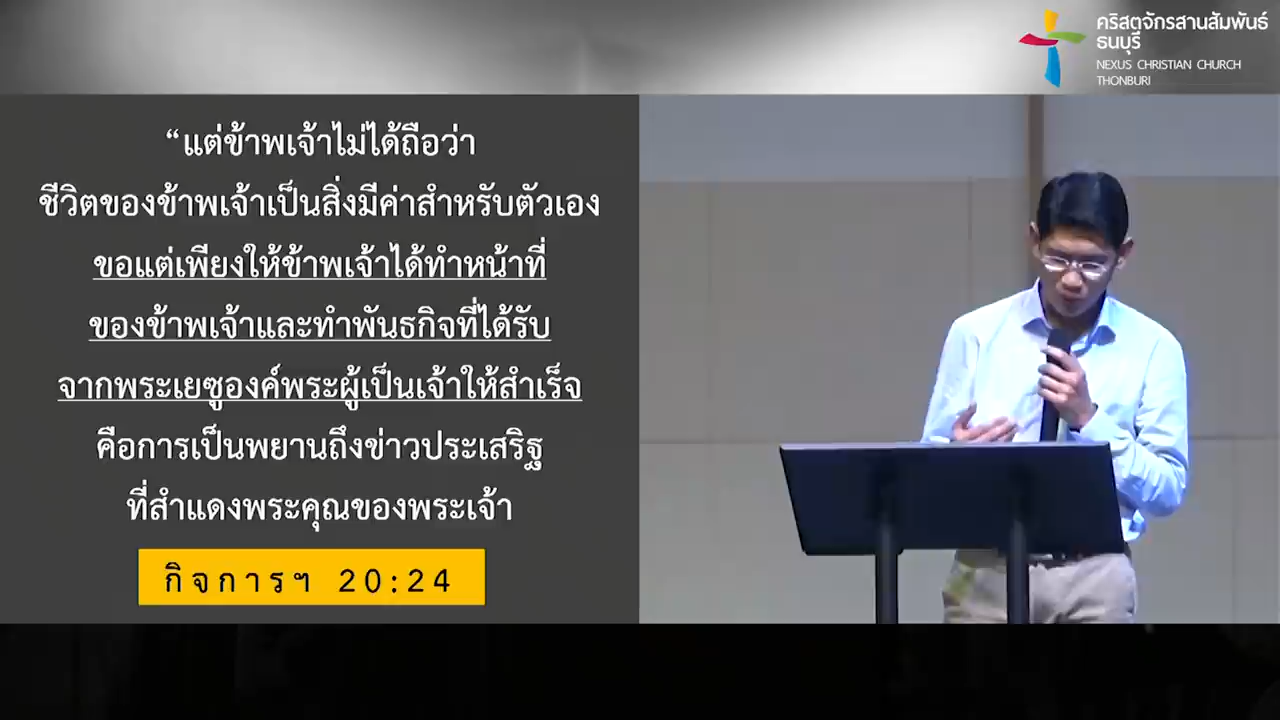 คริสตจักรสานสัมพันธ์
ธนบุรี
NEXUS CHRISTIAN CHURCH
THONBURI
“แต่ข้าพเจ้าไม่ได้ถือว่า
ชีวิตของข้าพเจ้าเป็นสิ่งมีค่าสำหรับตัวเอง
ขอแต่เพียงให้ข้าพเจ้าได้ทำหน้าที่
ของข้าพเจ้าและทำพันธกิจที่ได้รับ
จากพระเยซูองค์พระผู้เป็นเจ้าให้สำเร็จ
คือการเป็นพยานถึงข่าวประเสริฐ
ที่สำแดงพระคุณของพระเจ้า
กิจการฯ 20:24